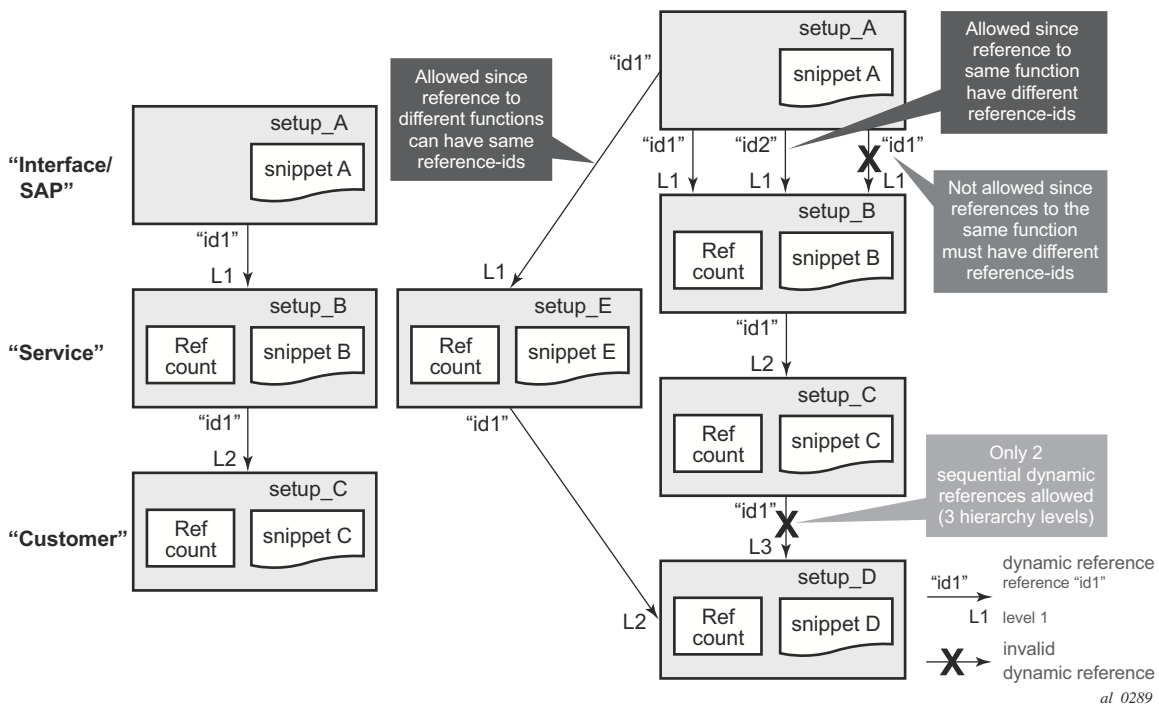 “Interface/
SAP”
“Service”
“Customer”
setup_A
snippet A
“id1”
L1
setup_B
Ref
count
snippet B
“id1”
L2
setup_C
Ref
count
snippet C
Allowed since
reference to
different functions
can have same
reference-ids
“id1”
L1
setup_E
Ref
count
snippet E
“id1”
L2
setup_A
snippet A
Allowed since
reference to
same function
have different
reference-ids
“id1”
“id2”
“id1”
L1
L1
L1
Not allowed since
references to the
same function
must have different
reference-ids
setup_B
Ref
count
snippet B
“id1”
L2
setup_C
Ref
count
snippet C
Only 2
sequential dynamic
references allowed
(3 hierarchy levels)
“id1”
L3
setup_D
Ref
count
snippet D
“id1”
dynamic reference
reference “id1”
L1 level 1
invalid
dynamic reference
al_0289